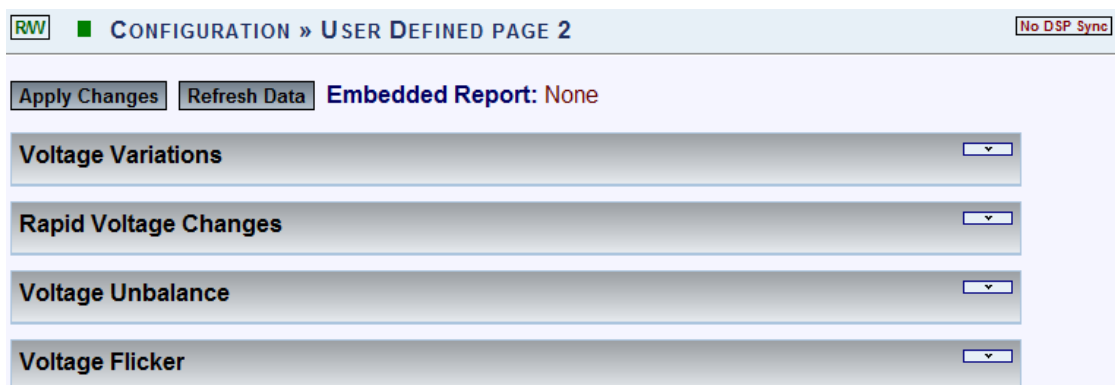 R/W CONFIGURATION » USER DEFINED PAGE 2 No DSP Sync
Apply Changes Refresh Data Embedded Report: None
Voltage Variations
Rapid Voltage Changes
Voltage Unbalance
Voltage Flicker